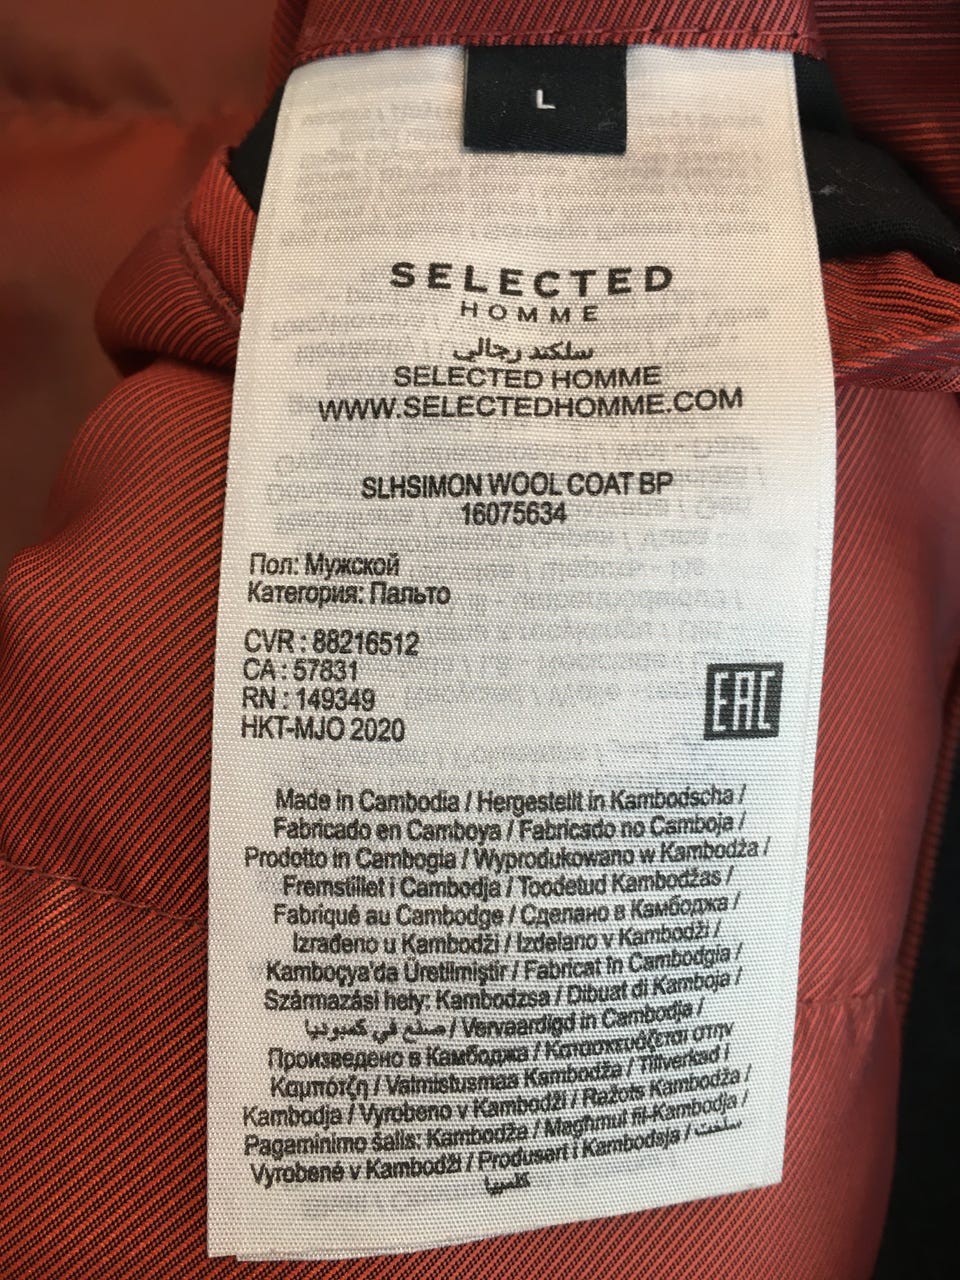 L
SELECTED
HOMME
سلكتد رجالي
SELECTED HOMME
WWW.SELECTEDHOMME.COM
SLHSIMON WOOL COAT BP
16075634
Пол: Мужской
Категория: Пальто
CVR : 88216512
CA : 57831
RN : 149349
HKT-MJO 2020
EAC
Made in Cambodia / Hergestellt in Kambodscha /
Fabricado en Camboya / Fabricado no Camboja /
Prodotto in Cambogia / Wyprodukowano w Kambodża /
Fremstillet i Cambodja / Toodetud Kambodžas /
Fabriqué au Cambodge / Сделано в Камбоджа /
Izrađeno u Kambodži / Izdelano v Kambodži /
Kamboçya'da Üretilmiştir / Fabricat în Cambodgia /
Származási hely: Kambodzsa / Dibuat di Kamboja /
صنع في كمبوديا / Vervaardigd in Cambodja /
Произведено в Камбоджа / Κατασκευάζεται στην
Καμπότζη / Valmistusmaa Kambodža / Tillverkad i
Kambodja / Vyrobeno v Kambodži / Ražots Kambodža /
Pagaminimo šalis: Kambodža / Magħmul fil-Kambodja /
Vyrobené v Kambodži / Produsert i Kambodsja /